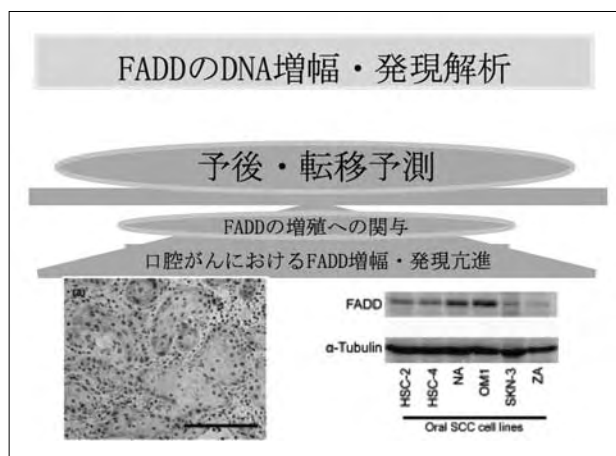 FADDのDNA増幅・発現解析
予後・転移予測
FADDの増殖への関与
口腔がんにおけるFADD増幅・発現亢進
FADD
α-Tubulin
HSC-2
HSC-4
NA
OM1
SKN-3
ZA
Oral SCC cell lines